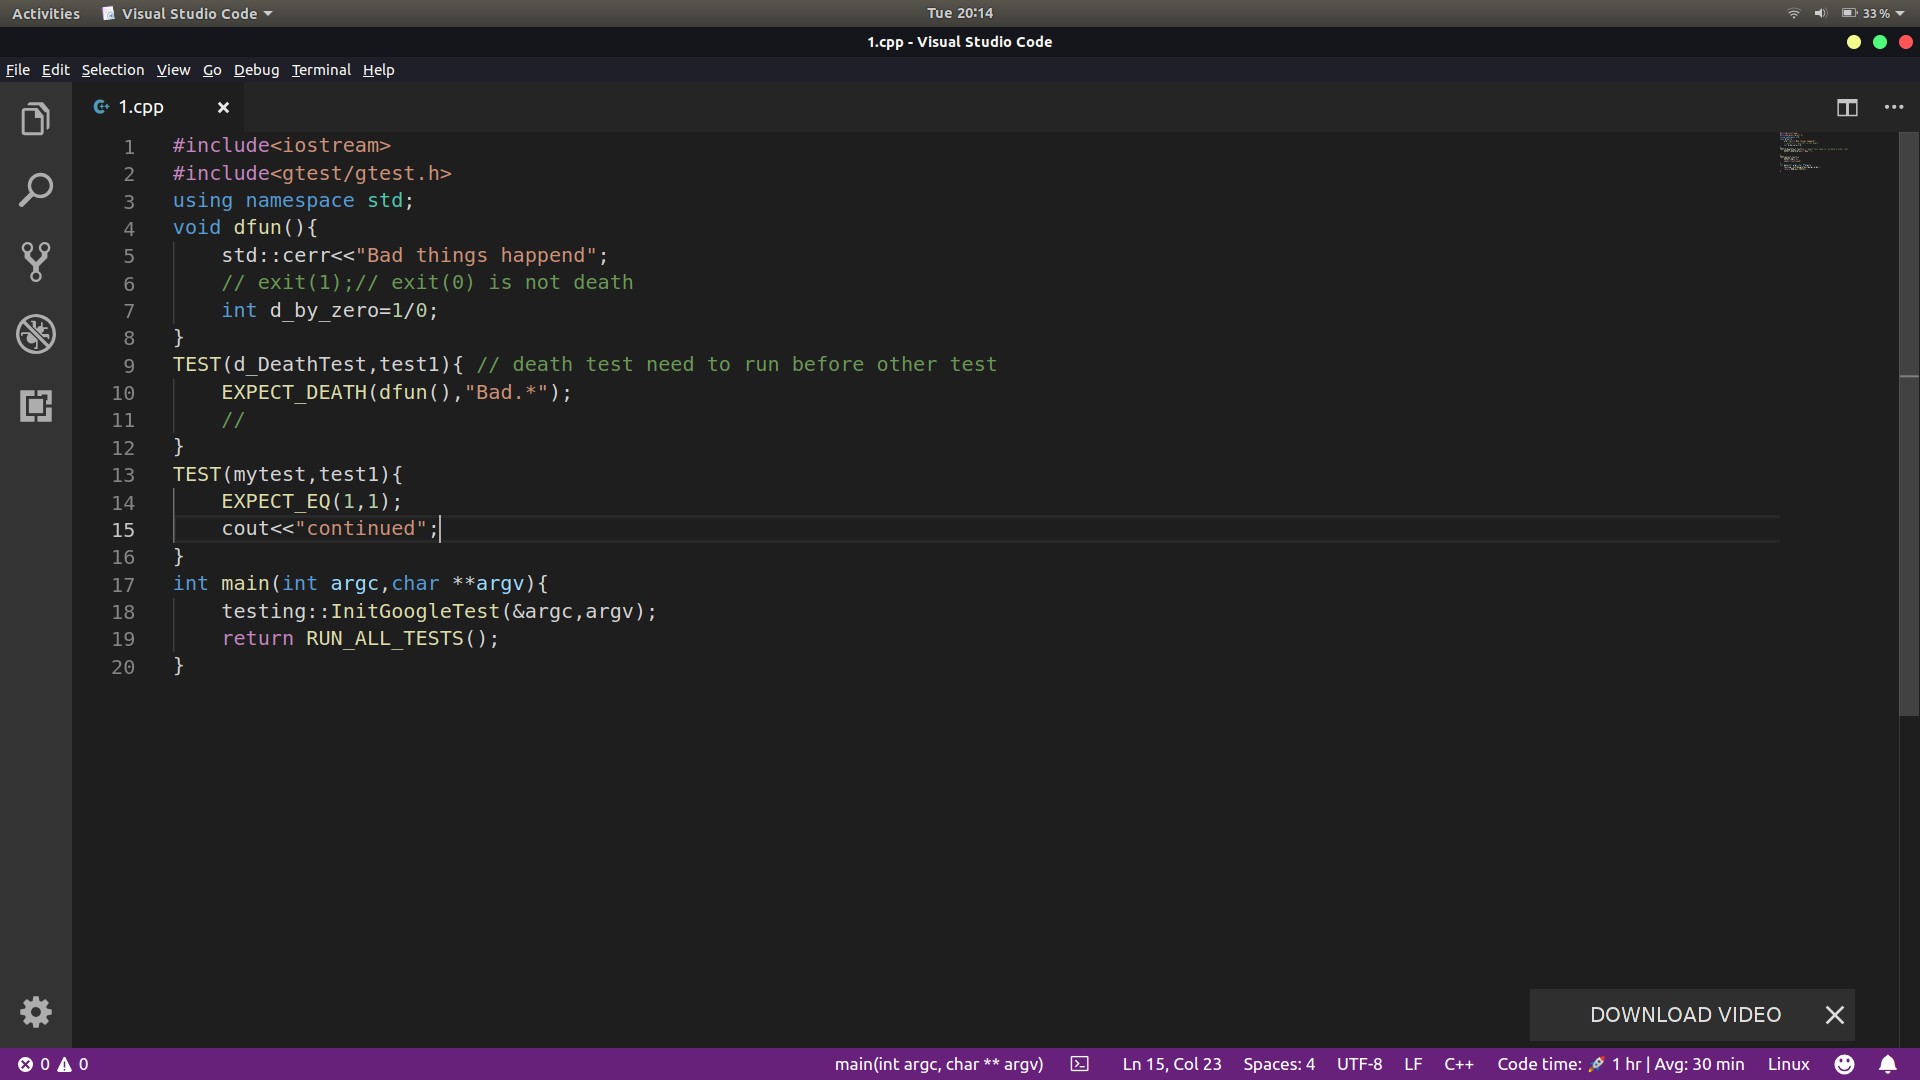 Activities Visual Studio Code Tue 20:14 33 %
1.cpp - Visual Studio Code
File Edit Selection View Go Debug Terminal Help
1.cpp
1 #include<iostream>
2 #include<gtest/gtest.h>
3 using namespace std;
4 void dfun(){
5 std::cerr<<"Bad things happend";
6 // exit(1);// exit(0) is not death
7 int d_by_zero=1/0;
8 }
9 TEST(d_DeathTest,test1){ // death test need to run before other test
10 EXPECT_DEATH(dfun(),"Bad.*");
11 //
12 }
13 TEST(mytest,test1){
14 EXPECT_EQ(1,1);
15 cout<<"continued";
16 }
17 int main(int argc,char **argv){
18 testing::InitGoogleTest(&argc,argv);
19 return RUN_ALL_TESTS();
20 }
DOWNLOAD VIDEO
0 0 main(int argc, char ** argv) Ln 15, Col 23 Spaces: 4 UTF-8 LF C++ Code time: 🚀 1 hr | Avg: 30 min Linux